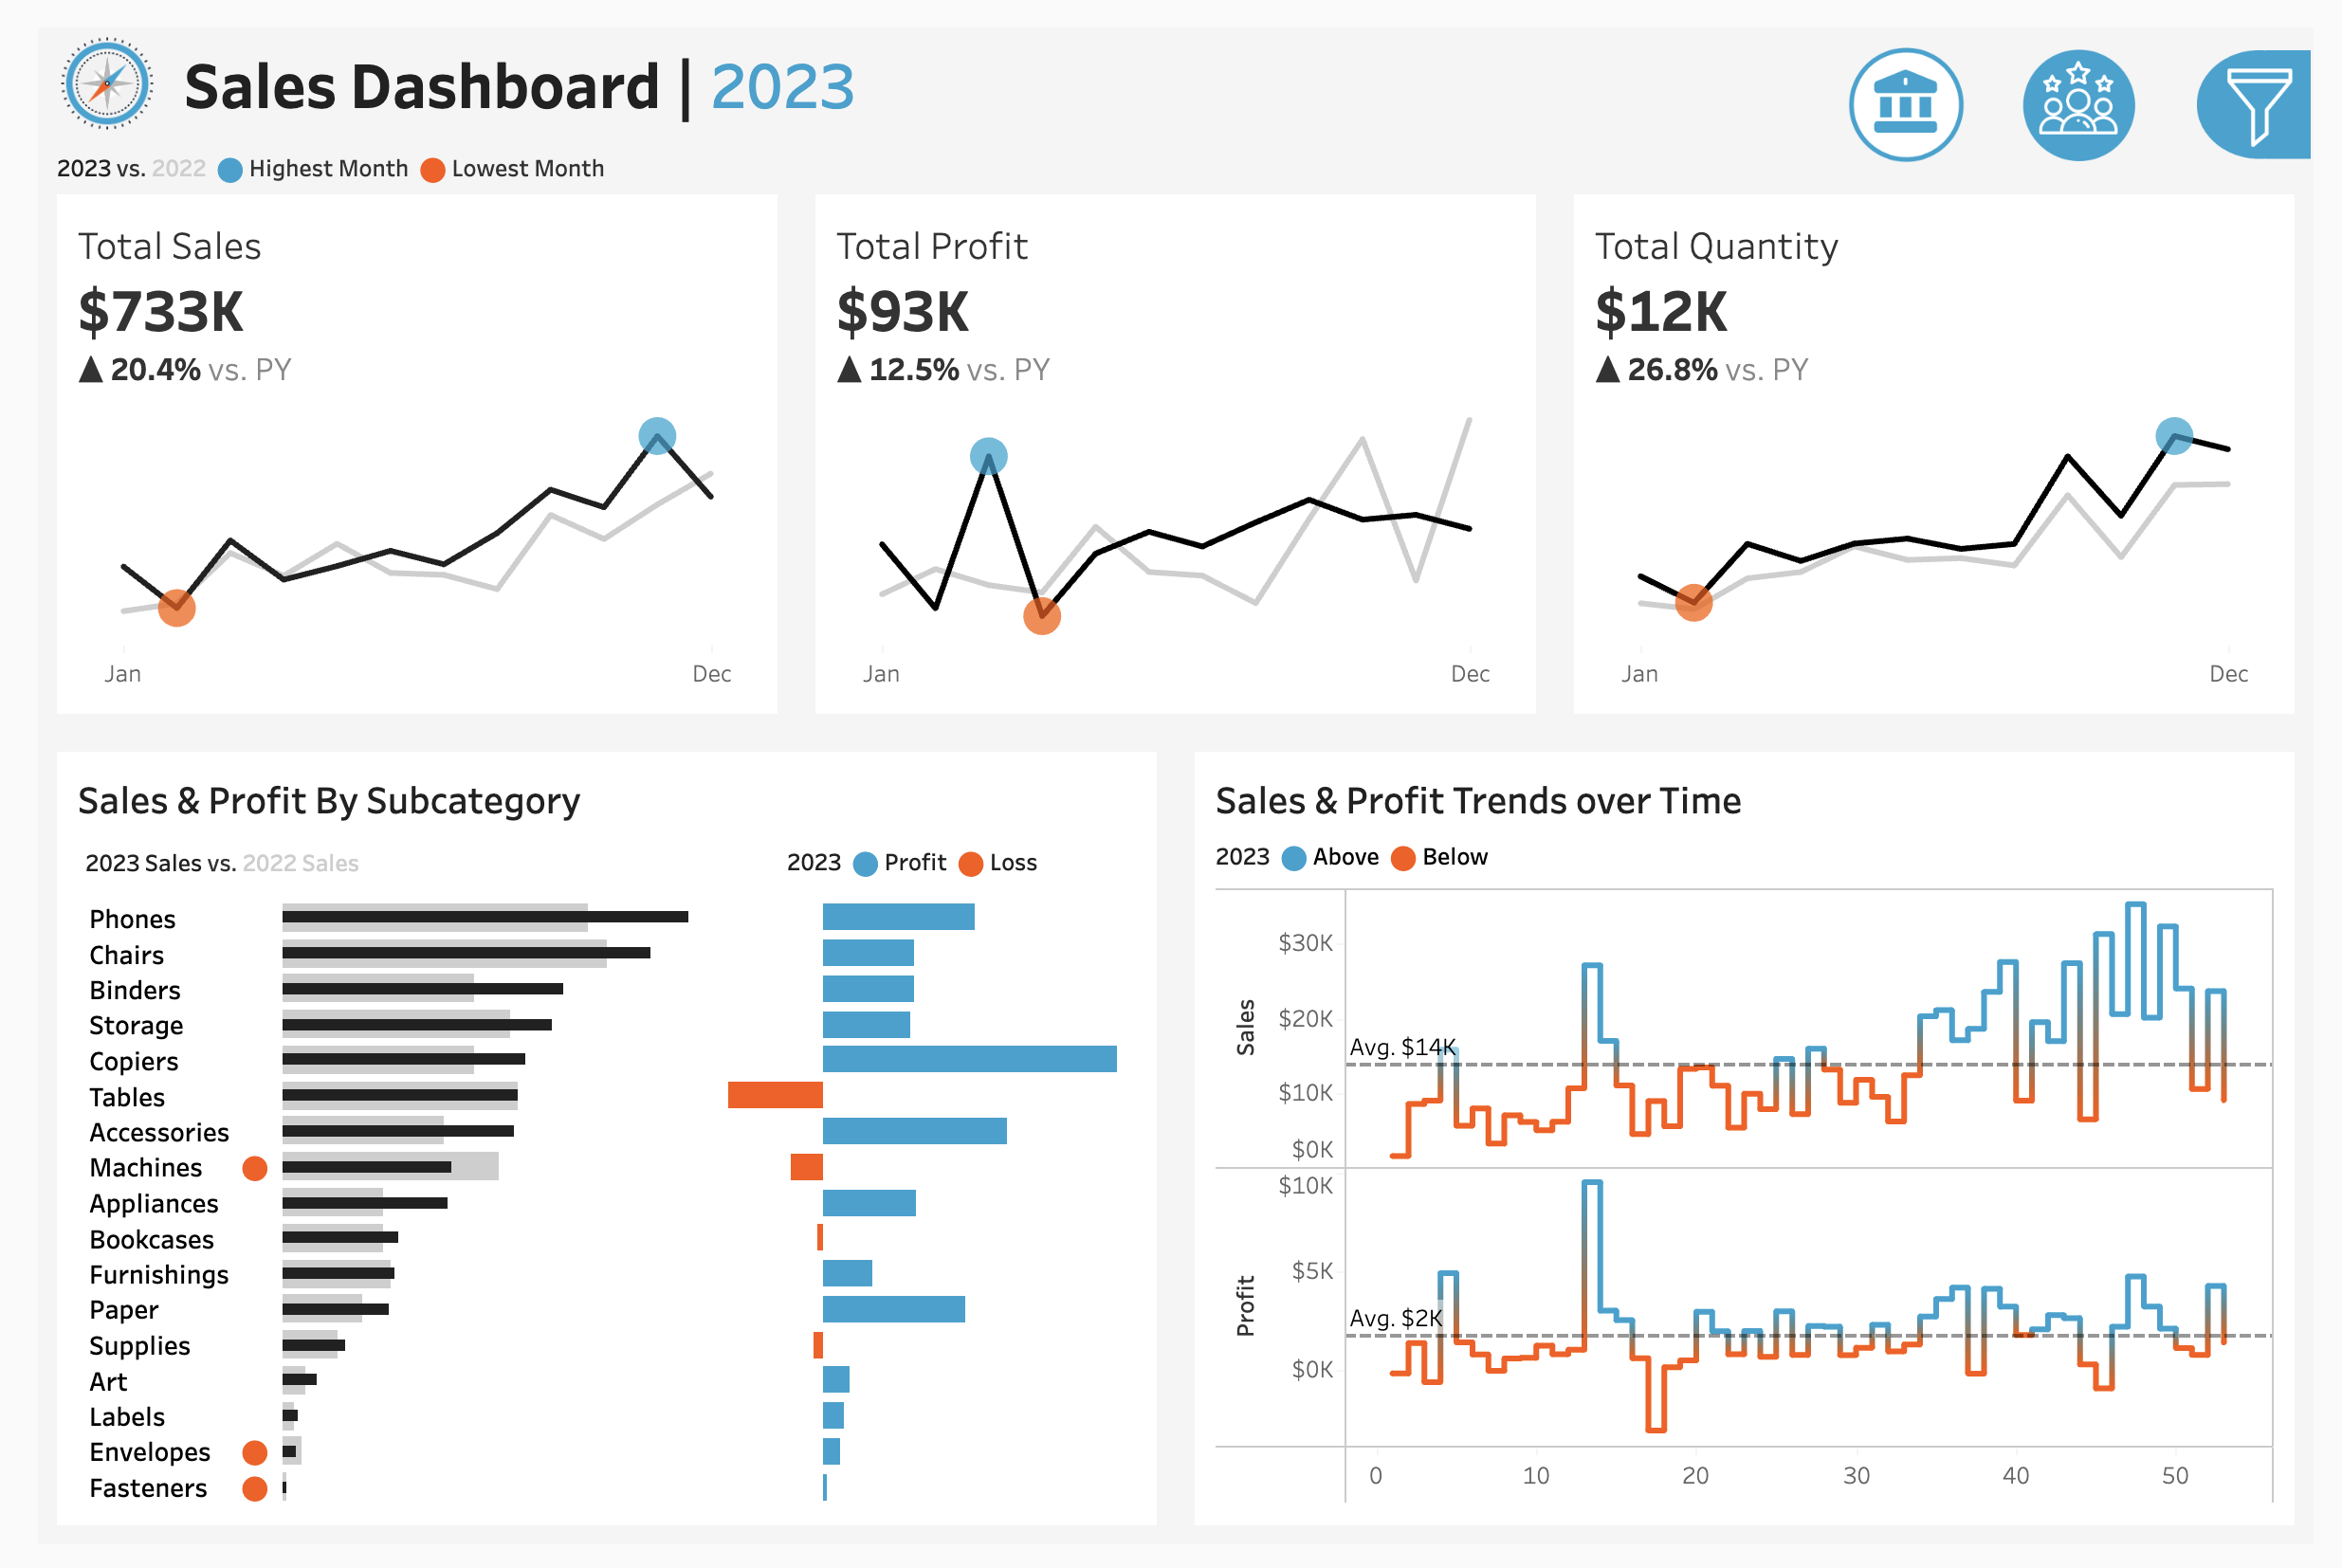 Sales Dashboard | 2023
2023 vs. 2022 Highest Month Lowest Month
Total Sales
$733K
▲ 20.4% vs. PY
Jan Dec
Total Profit
$93K
▲ 12.5% vs. PY
Jan Dec
Total Quantity
$12K
▲ 26.8% vs. PY
Jan Dec
Sales & Profit By Subcategory
2023 Sales vs. 2022 Sales
2023 Profit Loss
Phones
Chairs
Binders
Storage
Copiers
Tables
Accessories
Machines
Appliances
Bookcases
Furnishings
Paper
Supplies
Art
Labels
Envelopes
Fasteners
Sales & Profit Trends over Time
2023 Above Below
Sales
$30K
$20K
Avg. $14K
$10K
$0K
Profit
$10K
$5K
Avg. $2K
$0K
0 10 20 30 40 50